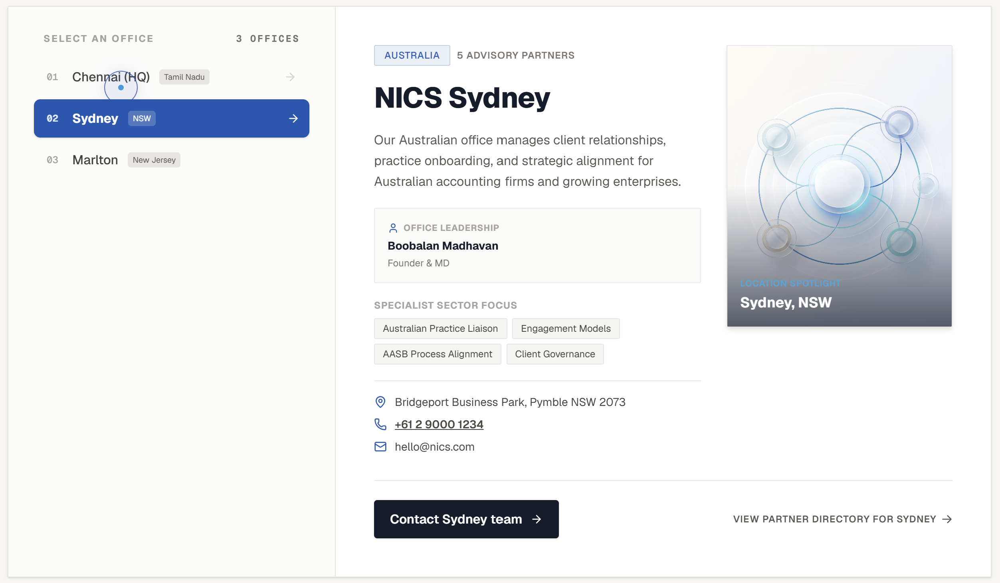 SELECT AN OFFICE
3 OFFICES
01 Chennai (HQ) Tamil Nadu
02 Sydney NSW
03 Marlton New Jersey
AUSTRALIA 5 ADVISORY PARTNERS
NICS Sydney
Our Australian office manages client relationships,
practice onboarding, and strategic alignment for
Australian accounting firms and growing enterprises.
OFFICE LEADERSHIP
Boobalan Madhavan
Founder & MD
SPECIALIST SECTOR FOCUS
Australian Practice Liaison
Engagement Models
AASB Process Alignment
Client Governance
Bridgeport Business Park, Pymble NSW 2073
+61 2 9000 1234
hello@nics.com
LOCATION SPOTLIGHT
Sydney, NSW
Contact Sydney team
VIEW PARTNER DIRECTORY FOR SYDNEY